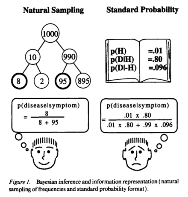 Natural Sampling
Standard Probability
1000
10
990
8
2
95
895
p(H) =.01
p(D|H) =.80
p(D|-H) =.096
p(disease|symptom)
= 8
8 + 95
p(disease|symptom)
= .01 x .80
.01 x .80 + .99 x .096
Figure 1. Bayesian inference and information representation (natural
sampling of frequencies and standard probability format).